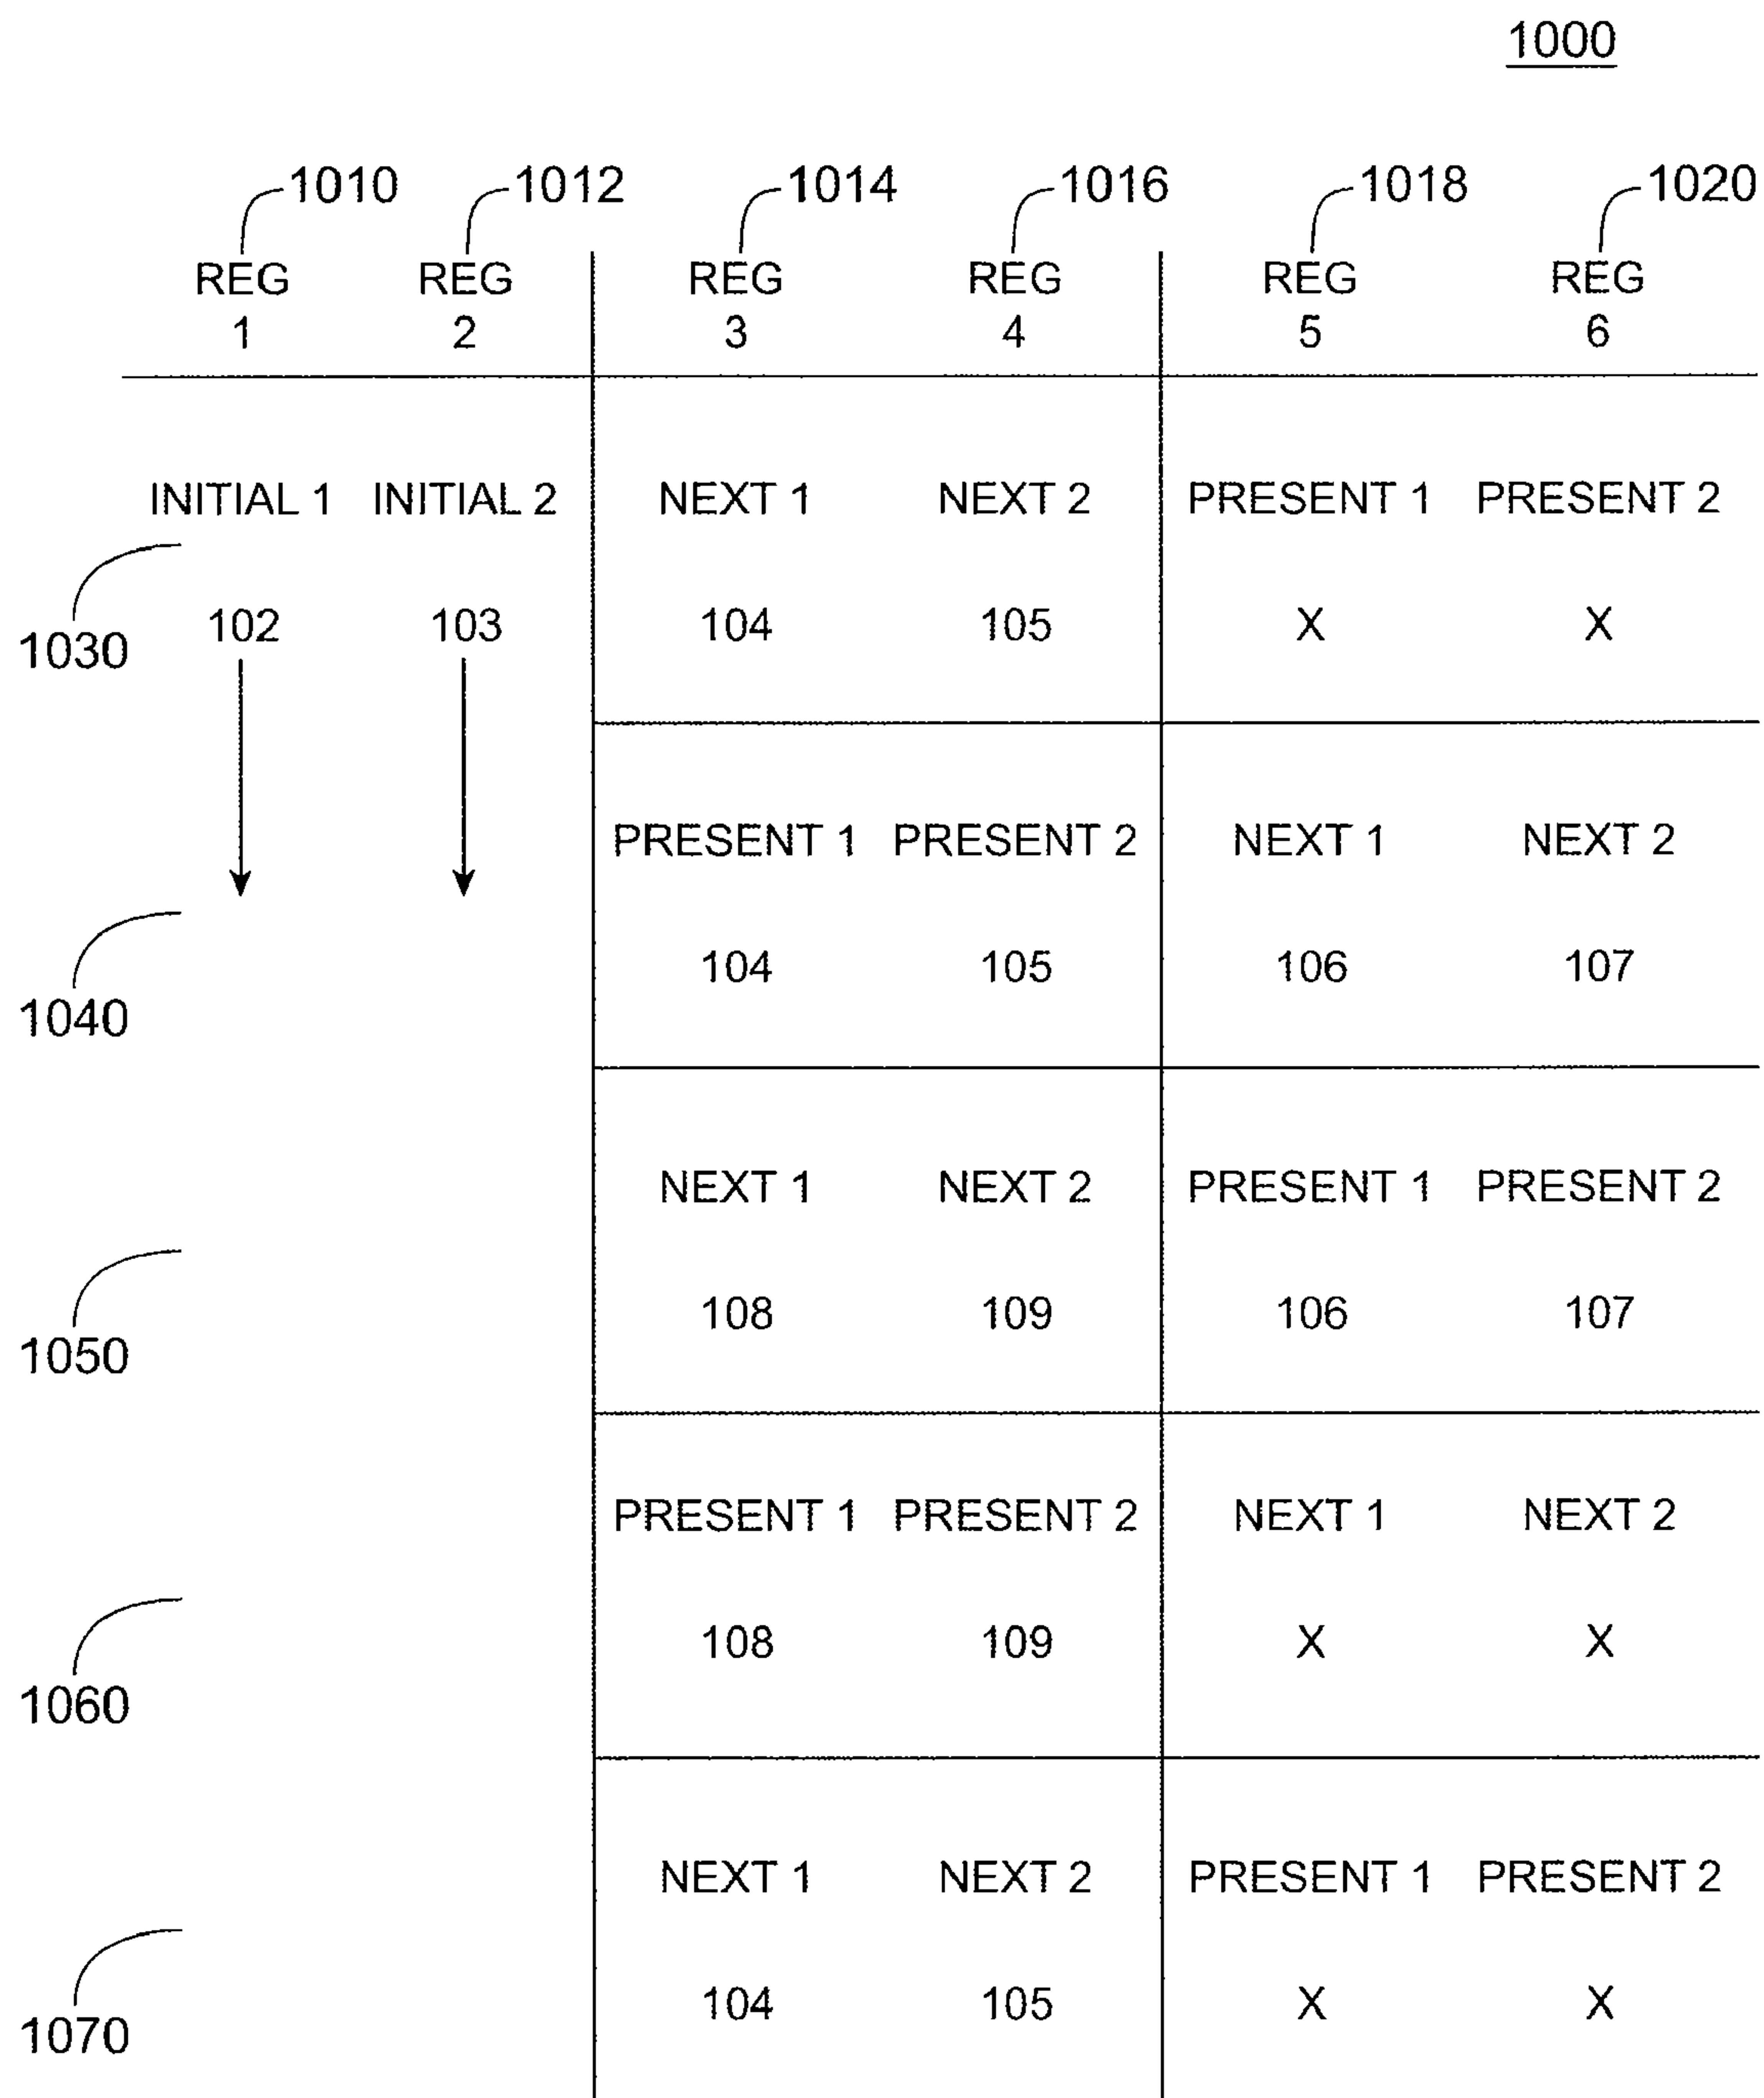 1000
1010 1012 1014 1016 1018 1020
REG REG REG REG REG REG
1 2 3 4 5 6
INITIAL 1 INITIAL 2 NEXT 1 NEXT 2 PRESENT 1 PRESENT 2
1030 102 103 104 105 X X
PRESENT 1 PRESENT 2 NEXT 1 NEXT 2
104 105 106 107
1040
NEXT 1 NEXT 2 PRESENT 1 PRESENT 2
108 109 106 107
1050
PRESENT 1 PRESENT 2 NEXT 1 NEXT 2
108 109 X X
1060
NEXT 1 NEXT 2 PRESENT 1 PRESENT 2
104 105 X X
1070